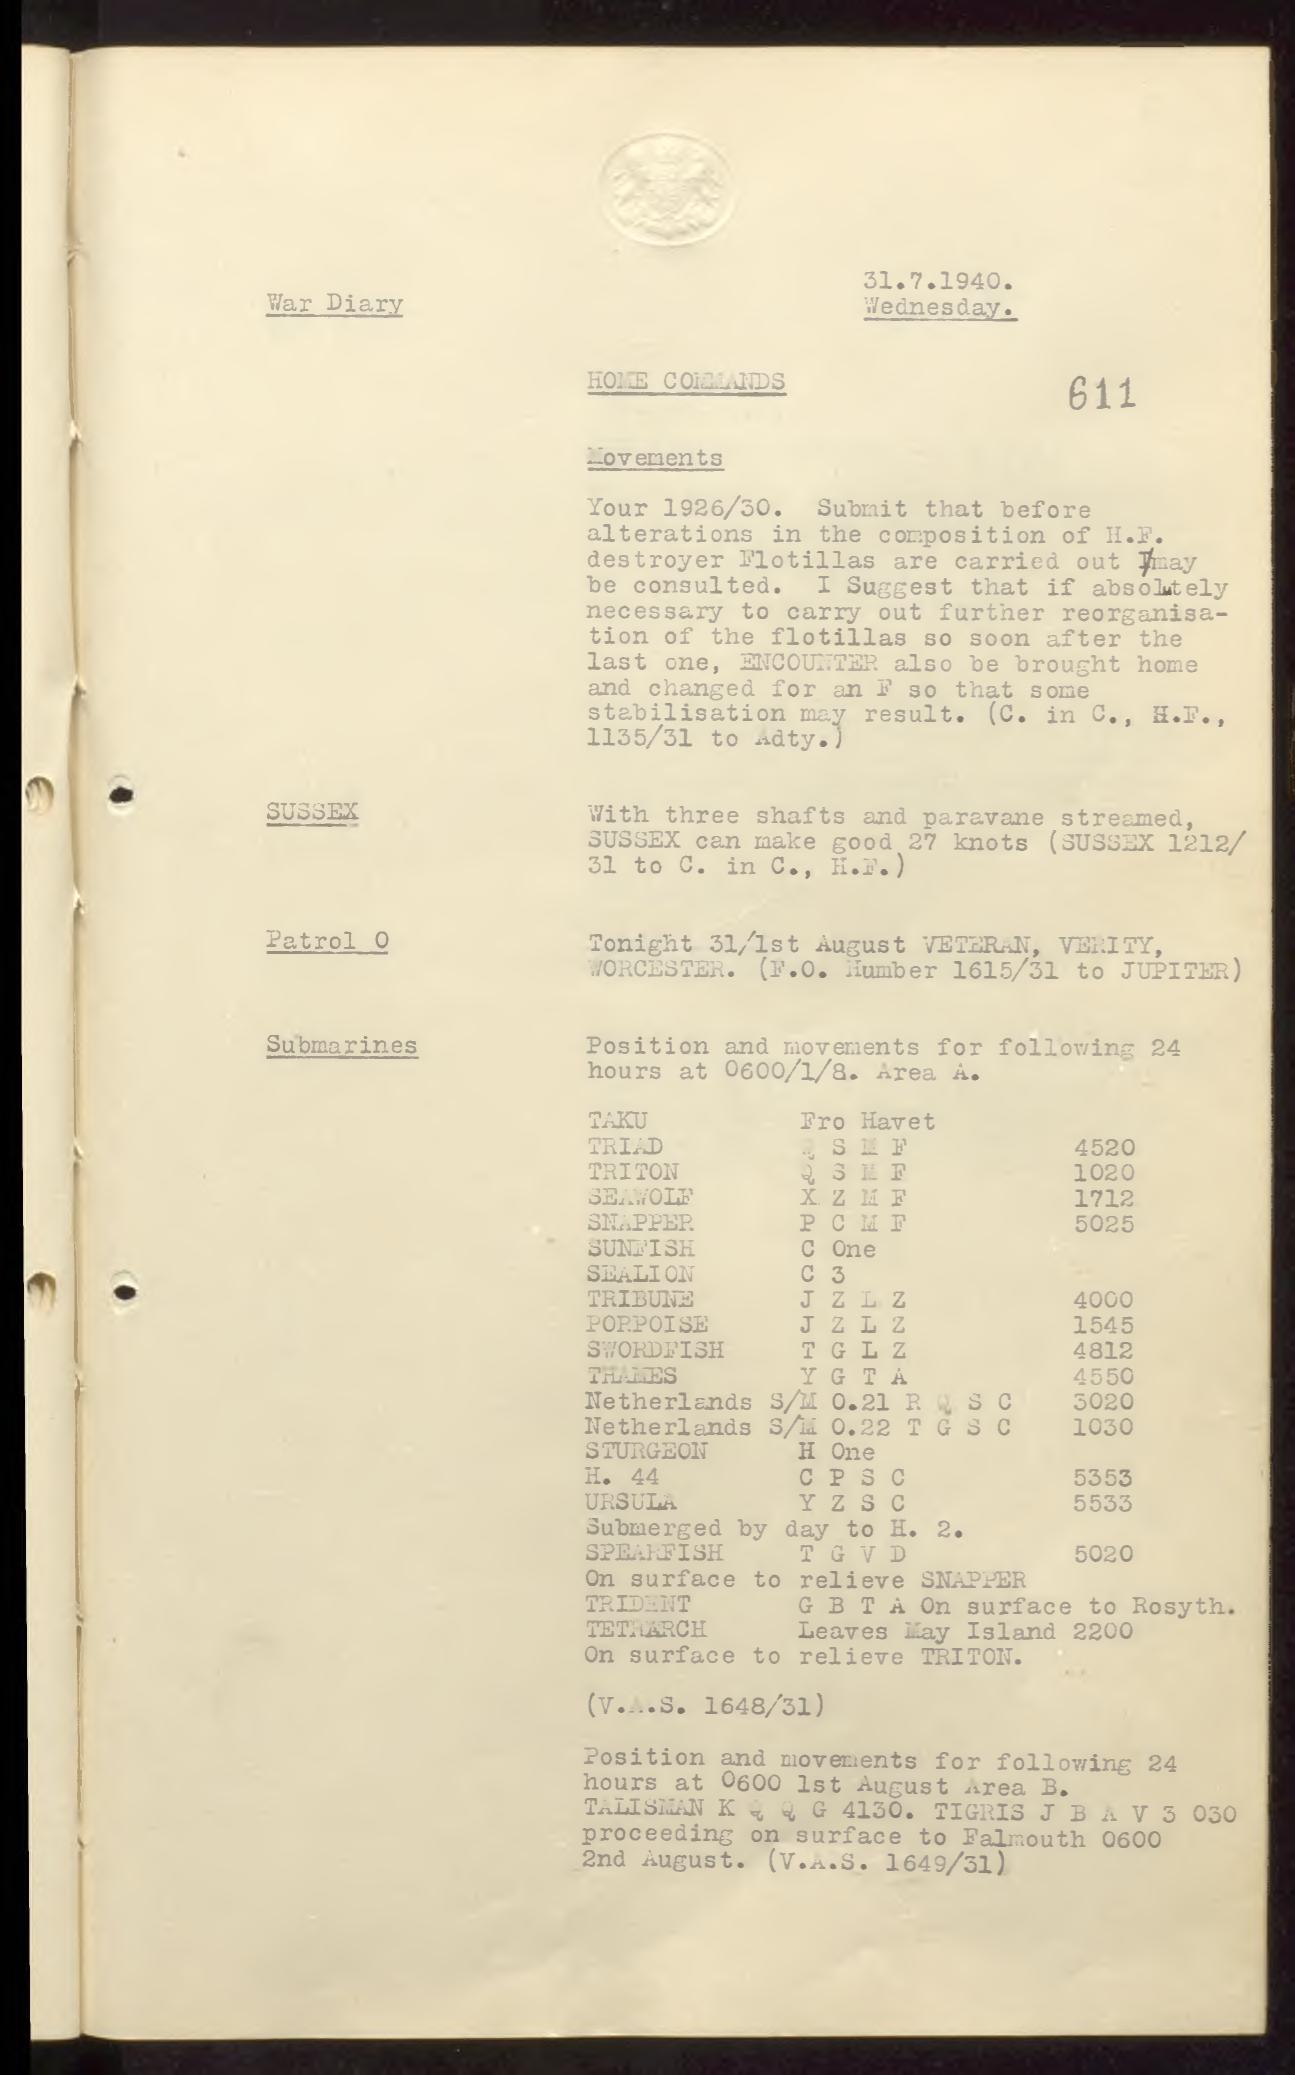 31.7.1940.
War Diary
Wednesday.
HOME COMMANDS
611
Movements
Your 1926/30. Submit that before
alterations in the composition of H.F.
destroyer Flotillas are carried out I/may
be consulted. I Suggest that if absolutely
necessary to carry out further reorganisa-
tion of the flotillas so soon after the
last one, ENCOUNTER also be brought home
and changed for an F so that some
stabilisation may result. (C. in C., H.F.,
1135/31 to Adty.)
SUSSEX
With three shafts and paravane streamed,
SUSSEX can make good 27 knots (SUSSEX 1212/
31 to C. in C., H.F.)
Patrol O
Tonight 31/1st August VETERAN, VERITY,
WORCESTER. (F.O. Humber 1615/31 to JUPITER)
Submarines
Position and movements for following 24
hours at 0600/1/8. Area A.
TAKU Fro Havet
TRIAD Q S M F 4520
TRITON Q S M F 1020
SEAWOLF X Z M F 1712
SNAPPER P C M F 5025
SUNFISH C One
SEALION C 3
TRIBUNE J Z L Z 4000
PORPOISE J Z L Z 1545
SWORDFISH T G L Z 4812
THAMES Y G T A 4550
Netherlands S/M 0.21 R Q S C 3020
Netherlands S/M 0.22 T G S C 1030
STURGEON H One
H. 44 C P S C 5353
URSULA Y Z S C 5533
Submerged by day to H. 2.
SPEARFISH T G V D 5020
On surface to relieve SNAPPER
TRIDENT G B T A On surface to Rosyth.
TETRARCH Leaves May Island 2200
On surface to relieve TRITON.
(V.A.S. 1648/31)
Position and movements for following 24
hours at 0600 1st August Area B.
TALISMAN K Q Q G 4130. TIGRIS J B A V 3 030
proceeding on surface to Falmouth 0600
2nd August. (V.A.S. 1649/31)